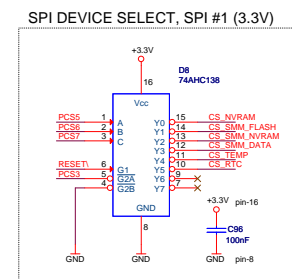 SPI DEVICE SELECT, SPI #1 (3.3V)
+3.3V
D8
74AHC138
16
Vcc
PCS5 1 A Y0 15 CS_NVRAM
PCS6 2 B Y1 14 CS_SMM_FLASH
PCS7 3 C Y2 13 CS_SMM_NVRAM
Y3 12 CS_SMM_DATA
Y4 11 CS_TEMP
RESET\ 6 G1 Y5 10 CS_RTC
PCS3 5 G2A Y6 9
4 G2B Y7 7
GND
8
+3.3V pin-16
C96
100nF
GND GND GND pin-8